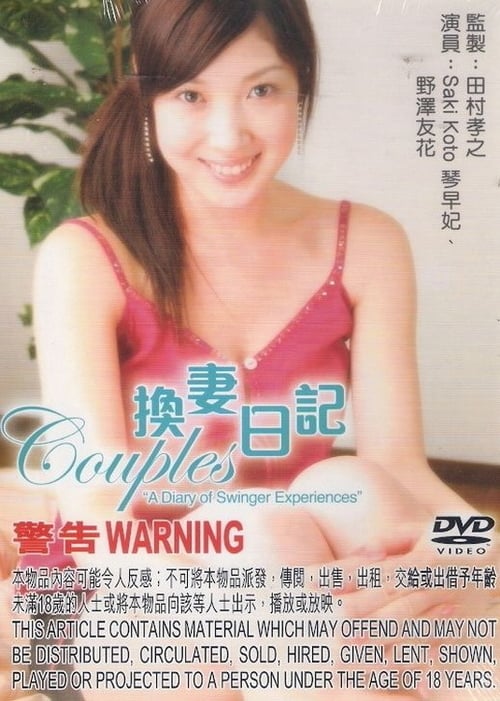 監製：田村孝之
演員：Saki Koto 琴早妃、
野澤友花
換妻日記
Couples
"A Diary of Swinger Experiences"
警告 WARNING
DVD
VIDEO
本物品內容可能令人反感；不可將本物品派發，傳閱，出售，出租，交給或出借予年齡
未滿18歲的人士或將本物品向該等人士出示，播放或放映。
THIS ARTICLE CONTAINS MATERIAL WHICH MAY OFFEND AND MAY NOT
BE DISTRIBUTED, CIRCULATED, SOLD, HIRED, GIVEN, LENT, SHOWN,
PLAYED OR PROJECTED TO A PERSON UNDER THE AGE OF 18 YEARS.